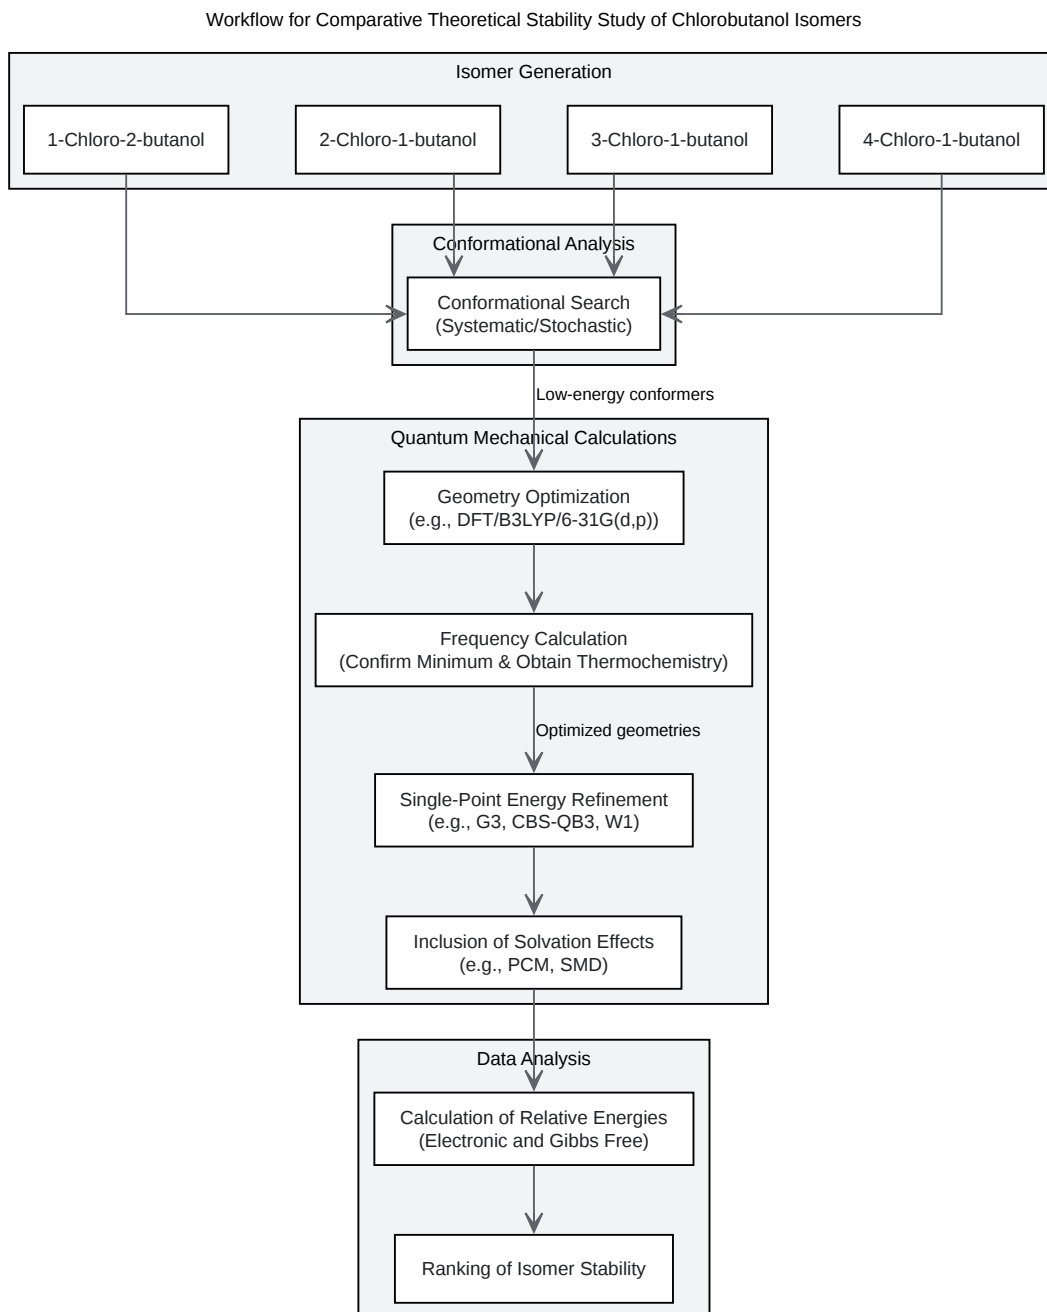 Workflow for Comparative Theoretical Stability Study of Chlorobutanol Isomers
Isomer Generation
1-Chloro-2-butanol
2-Chloro-1-butanol
3-Chloro-1-butanol
4-Chloro-1-butanol
Conformational Analysis
Conformational Search
(Systematic/Stochastic)
Low-energy conformers
Quantum Mechanical Calculations
Geometry Optimization
(e.g., DFT/B3LYP/6-31G(d,p))
Frequency Calculation
(Confirm Minimum & Obtain Thermochemistry)
Optimized geometries
Single-Point Energy Refinement
(e.g., G3, CBS-QB3, W1)
Inclusion of Solvation Effects
(e.g., PCM, SMD)
Data Analysis
Calculation of Relative Energies
(Electronic and Gibbs Free)
Ranking of Isomer Stability